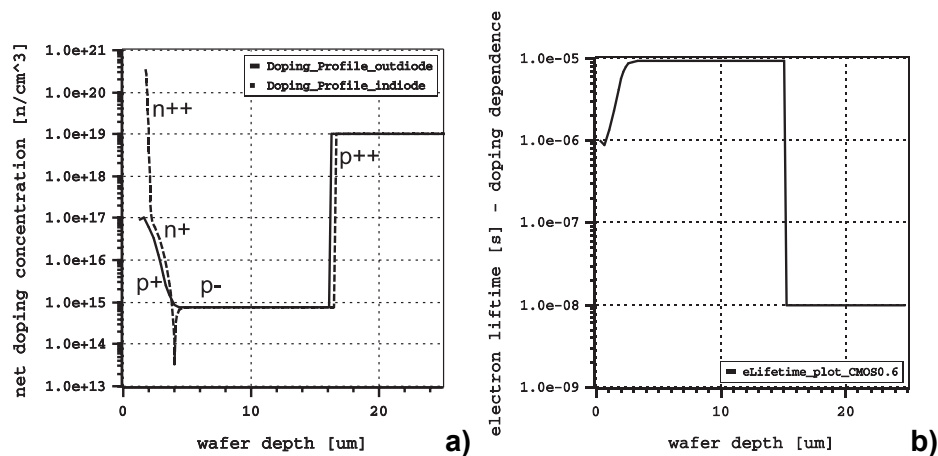 net doping concentration [n/cm^3]
1.0e+21
1.0e+20
1.0e+19
1.0e+18
1.0e+17
1.0e+16
1.0e+15
1.0e+14
1.0e+13
Doping_Profile_outdiode
Doping_Profile_indiode
n++
p++
n+
p+
p-
0
10
20
wafer depth [um]
a)
electron liftime [s] - doping dependence
1.0e-05
1.0e-06
1.0e-07
1.0e-08
1.0e-09
eLifetime_plot_CMOS0.6
0
10
20
wafer depth [um]
b)